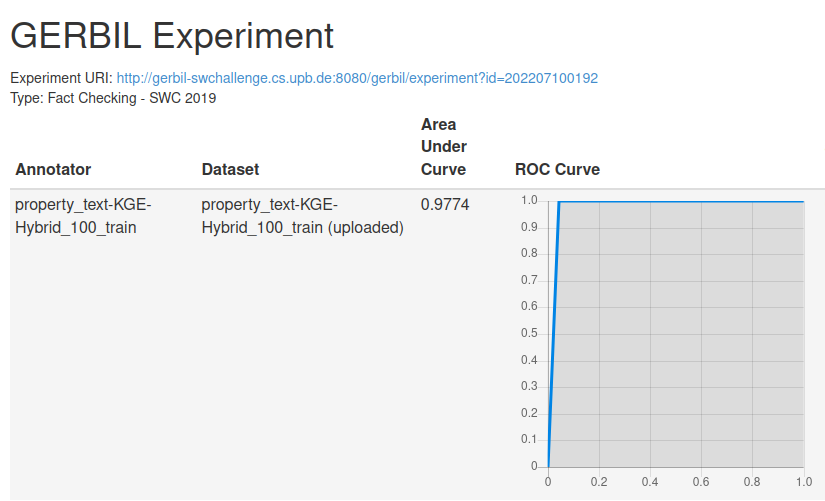 GERBIL Experiment
Experiment URI: http://gerbil-swchallenge.cs.upb.de:8080/gerbil/experiment?id=202207100192
Type: Fact Checking - SWC 2019
Annotator Dataset Area Under Curve ROC Curve
property_text-KGE-
Hybrid_100_train
property_text-KGE-
Hybrid_100_train (uploaded)
0.9774
1.0
0.9
0.8
0.7
0.6
0.5
0.4
0.3
0.2
0.1
0
0 0.2 0.4 0.6 0.8 1.0